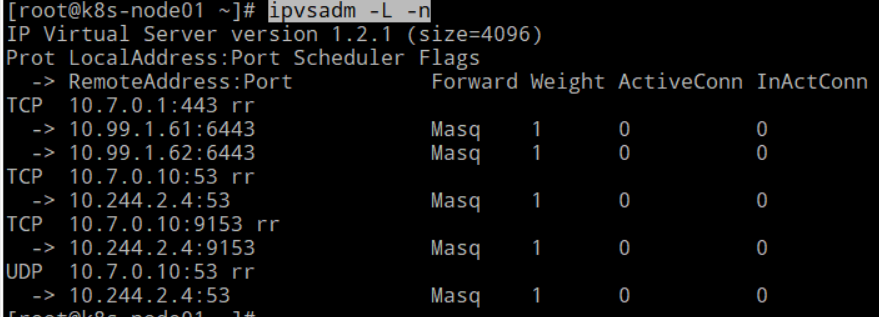 [root@k8s-node01 ~]# ipvsadm -L -n
IP Virtual Server version 1.2.1 (size=4096)
Prot LocalAddress:Port Scheduler Flags
  -> RemoteAddress:Port           Forward Weight ActiveConn InActConn
TCP  10.7.0.1:443 rr
  -> 10.99.1.61:6443              Masq    1      0          0
  -> 10.99.1.62:6443              Masq    1      0          0
TCP  10.7.0.10:53 rr
  -> 10.244.2.4:53                Masq    1      0          0
TCP  10.7.0.10:9153 rr
  -> 10.244.2.4:9153              Masq    1      0          0
UDP  10.7.0.10:53 rr
  -> 10.244.2.4:53                Masq    1      0          0
[root@k8s-node01 ~]#